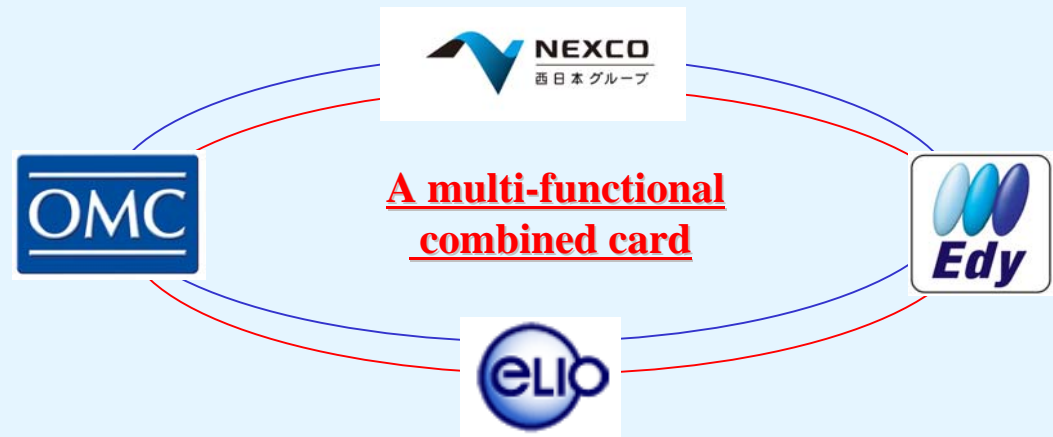 NEXCO
西日本グループ
OMC
A multi-functional
combined card
Edy
eLIO